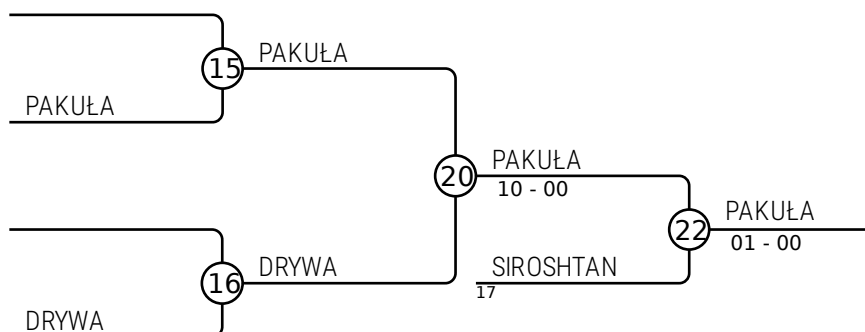 15
PAKUŁA
PAKUŁA
20
PAKUŁA
10 - 00
22
PAKUŁA
01 - 00
16
DRYWA
SIROSHTAN
17
DRYWA